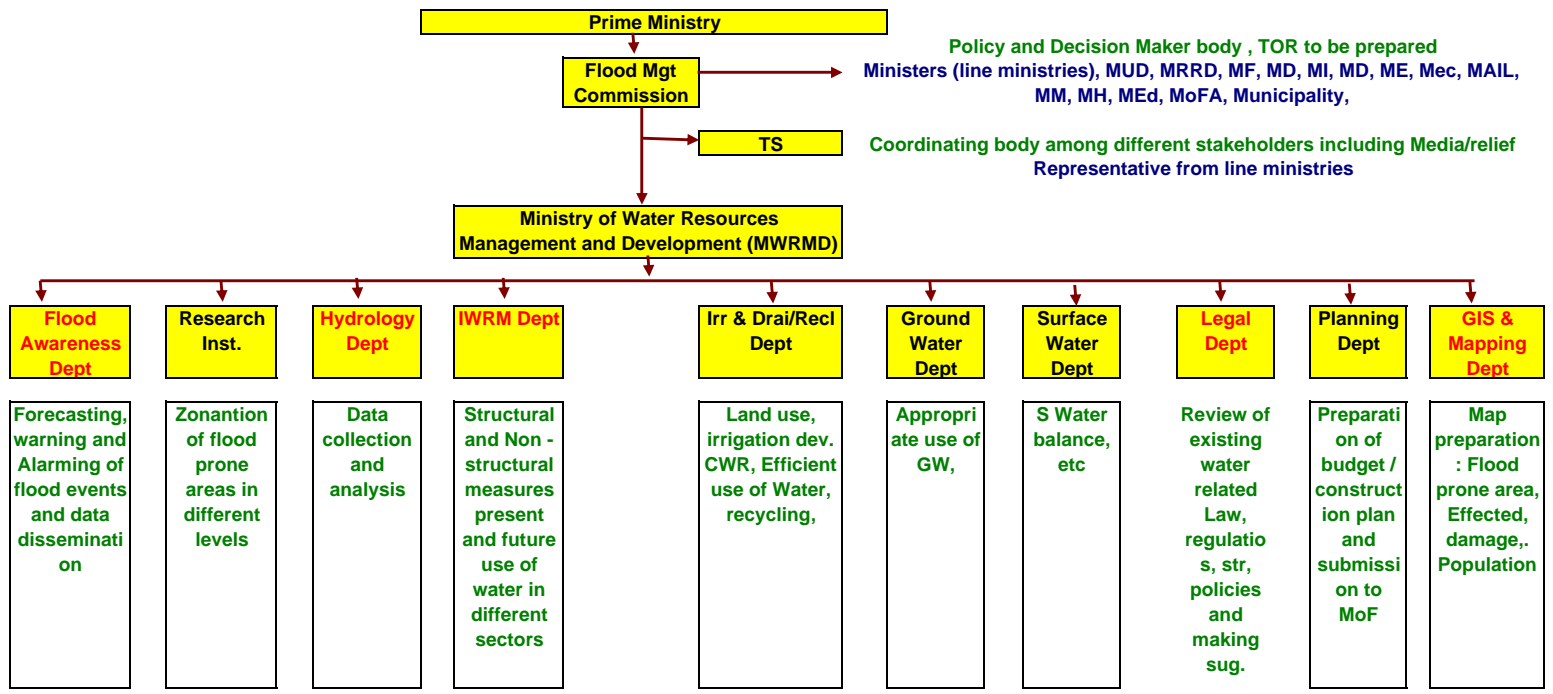 Prime Ministry
Flood Mgt
Commission
Policy and Decision Maker body , TOR to be prepared
Ministers (line ministries), MUD, MRRD, MF, MD, MI, MD, ME, Mec, MAIL,
MM, MH, MEd, MoFA, Municipality,
TS
Coordinating body among different stakeholders including Media/relief
Representative from line ministries
Ministry of Water Resources
Management and Development (MWRMD)
Flood
Awareness
Dept
Research
Inst.
Hydrology
Dept
IWRM Dept
Irr & Drai/Recl
Dept
Ground
Water
Dept
Surface
Water
Dept
Legal
Dept
Planning
Dept
GIS &
Mapping
Dept
Forecasting,
warning and
Alarming of
flood events
and data
disseminati
on
Zonantion
of flood
prone
areas in
different
levels
Data
collection
and
analysis
Structural
and Non -
structural
measures
present
and future
use of
water in
different
sectors
Land use,
irrigation dev.
CWR, Efficient
use of Water,
recycling,
Appropri
ate use of
GW,
S Water
balance,
etc
Review of
existing
water
related
Law,
regulatio
s, str,
policies
and
making
sug.
Preparati
on of
budget /
construct
ion plan
and
submissi
on to
MoF
Map
preparation
: Flood
prone area,
Effected,
damage,.
Population